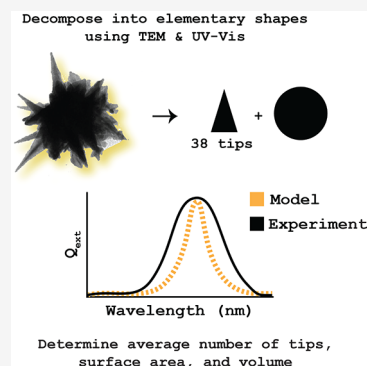 Decompose into elementary shapes
using TEM & UV-Vis
+
38 tips
Model
Experiment
Qext
Wavelength (nm)
Determine average number of tips,
surface area, and volume